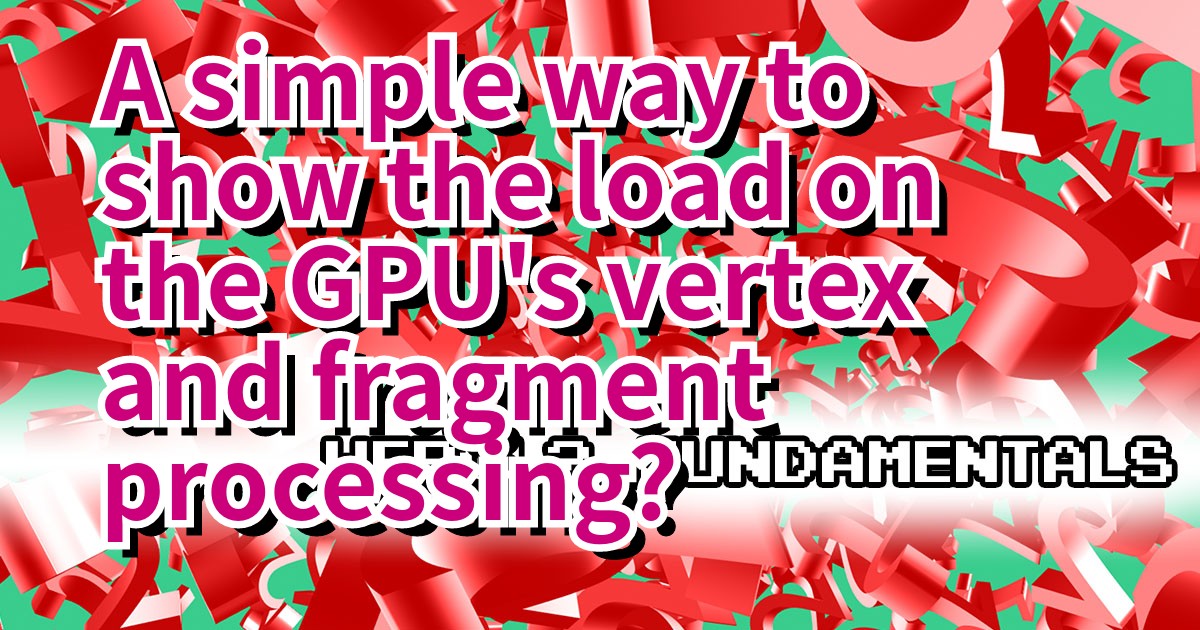 A simple way to
show the load on
the GPU's vertex
and fragment
processing?
UNDAMENTALS